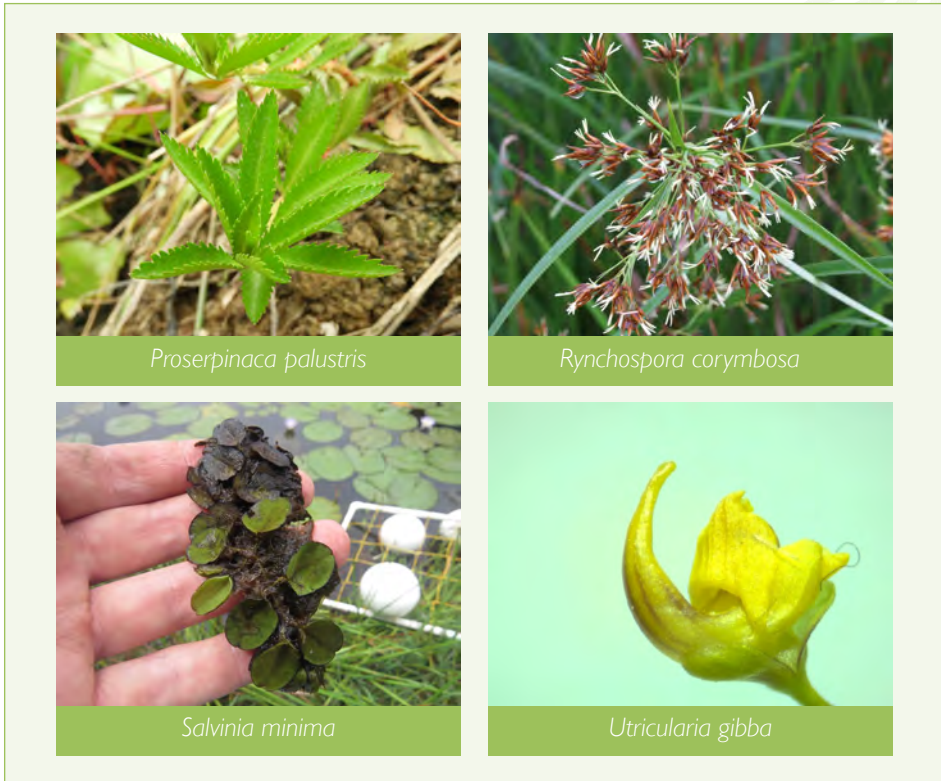 Proserpinaca palustris
Rynchospora corymbosa
Salvinia minima
Utricularia gibba